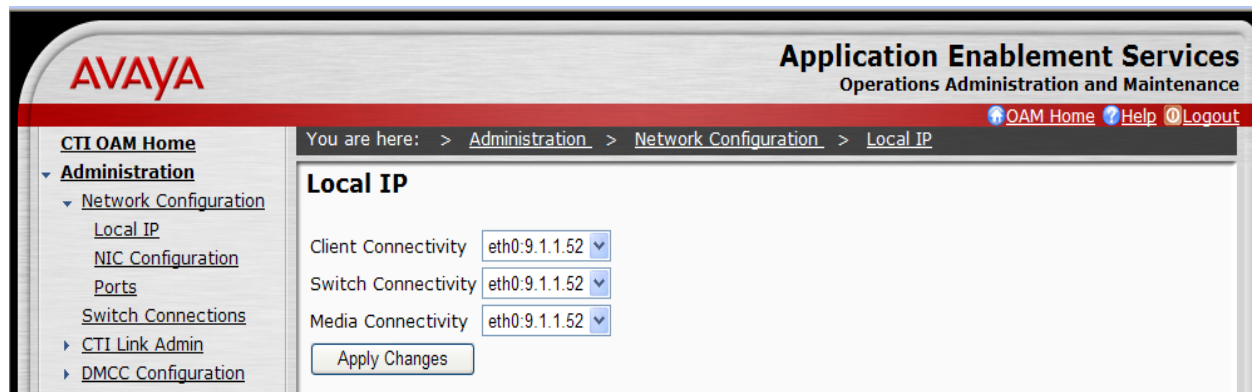 AVAYA
Application Enablement Services
Operations Administration and Maintenance
OAM Home Help Logout
CTI OAM Home
Administration
Network Configuration
Local IP
NIC Configuration
Ports
Switch Connections
CTI Link Admin
DMCC Configuration
You are here: > Administration > Network Configuration > Local IP
Local IP
Client Connectivity eth0:9.1.1.52
Switch Connectivity eth0:9.1.1.52
Media Connectivity eth0:9.1.1.52
Apply Changes